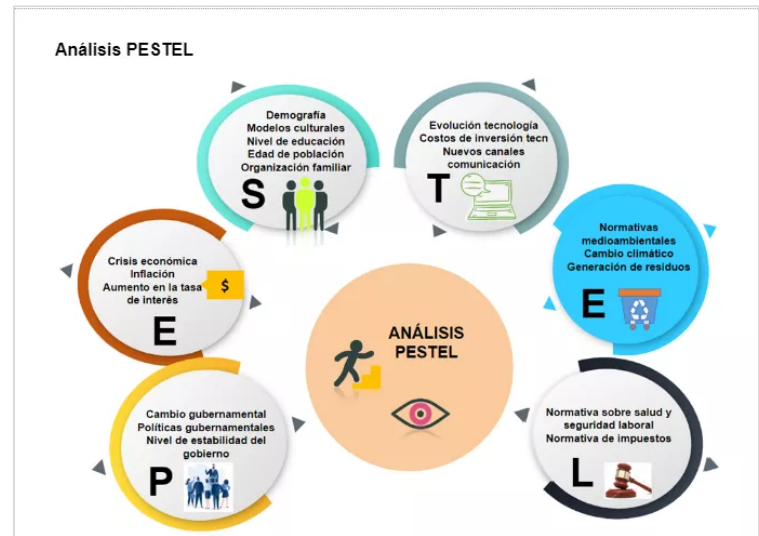 Análisis PESTEL
Demografía
Modelos culturales
Nivel de educación
Edad de población
Organización familiar
S
Evolución tecnología
Costos de inversión tecn
Nuevos canales
comunicación
T
Crisis económica
Inflación
Aumento en la tasa
de interés
$
E
Normativas
medioambientales
Cambio climático
Generación de residuos
E
ANÁLISIS
PESTEL
Cambio gubernamental
Políticas gubernamentales
Nivel de estabilidad del
gobierno
P
Normativa sobre salud y
seguridad laboral
Normativa de impuestos
L